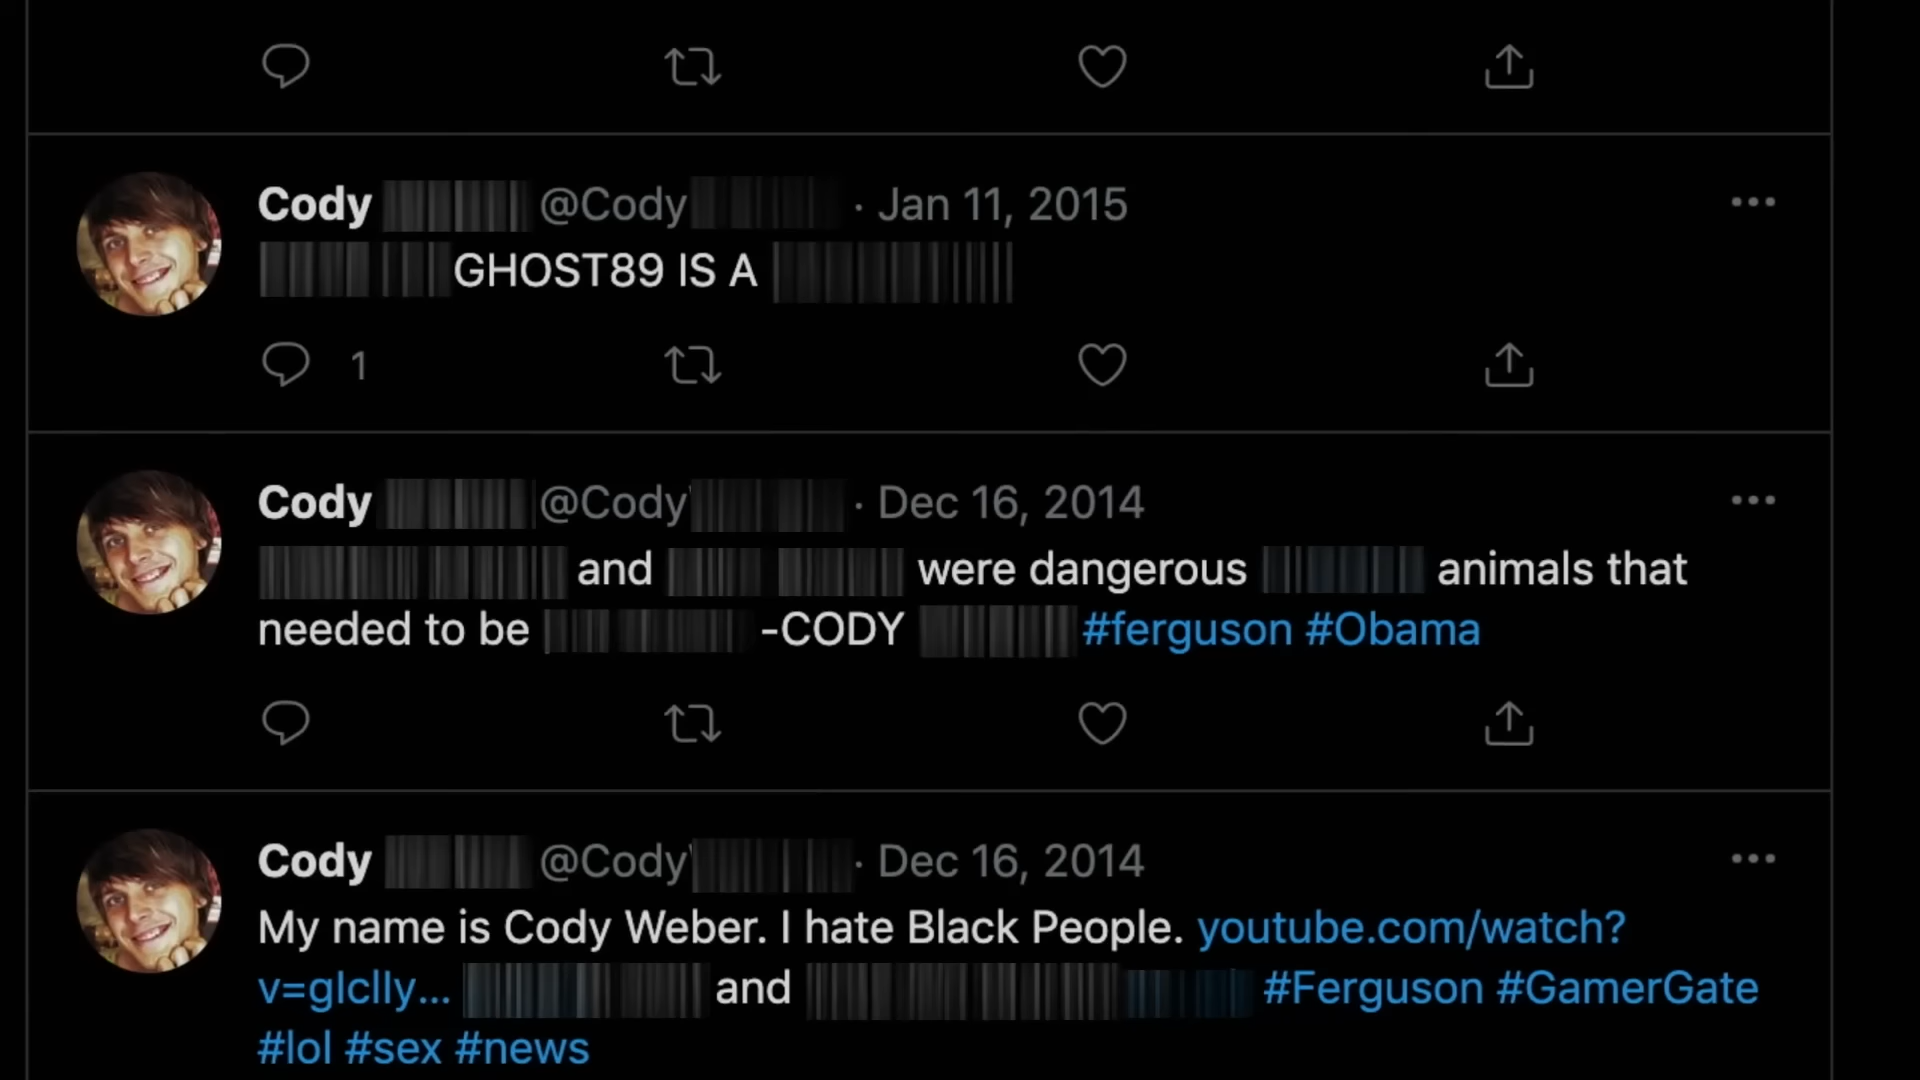 Cody @Cody · Jan 11, 2015
GHOST89 IS A
1
Cody @Cody · Dec 16, 2014
and were dangerous animals that
needed to be -CODY #ferguson #Obama
Cody @Cody · Dec 16, 2014
My name is Cody Weber. I hate Black People. youtube.com/watch?
v=glclly... and #Ferguson #GamerGate
#lol #sex #news